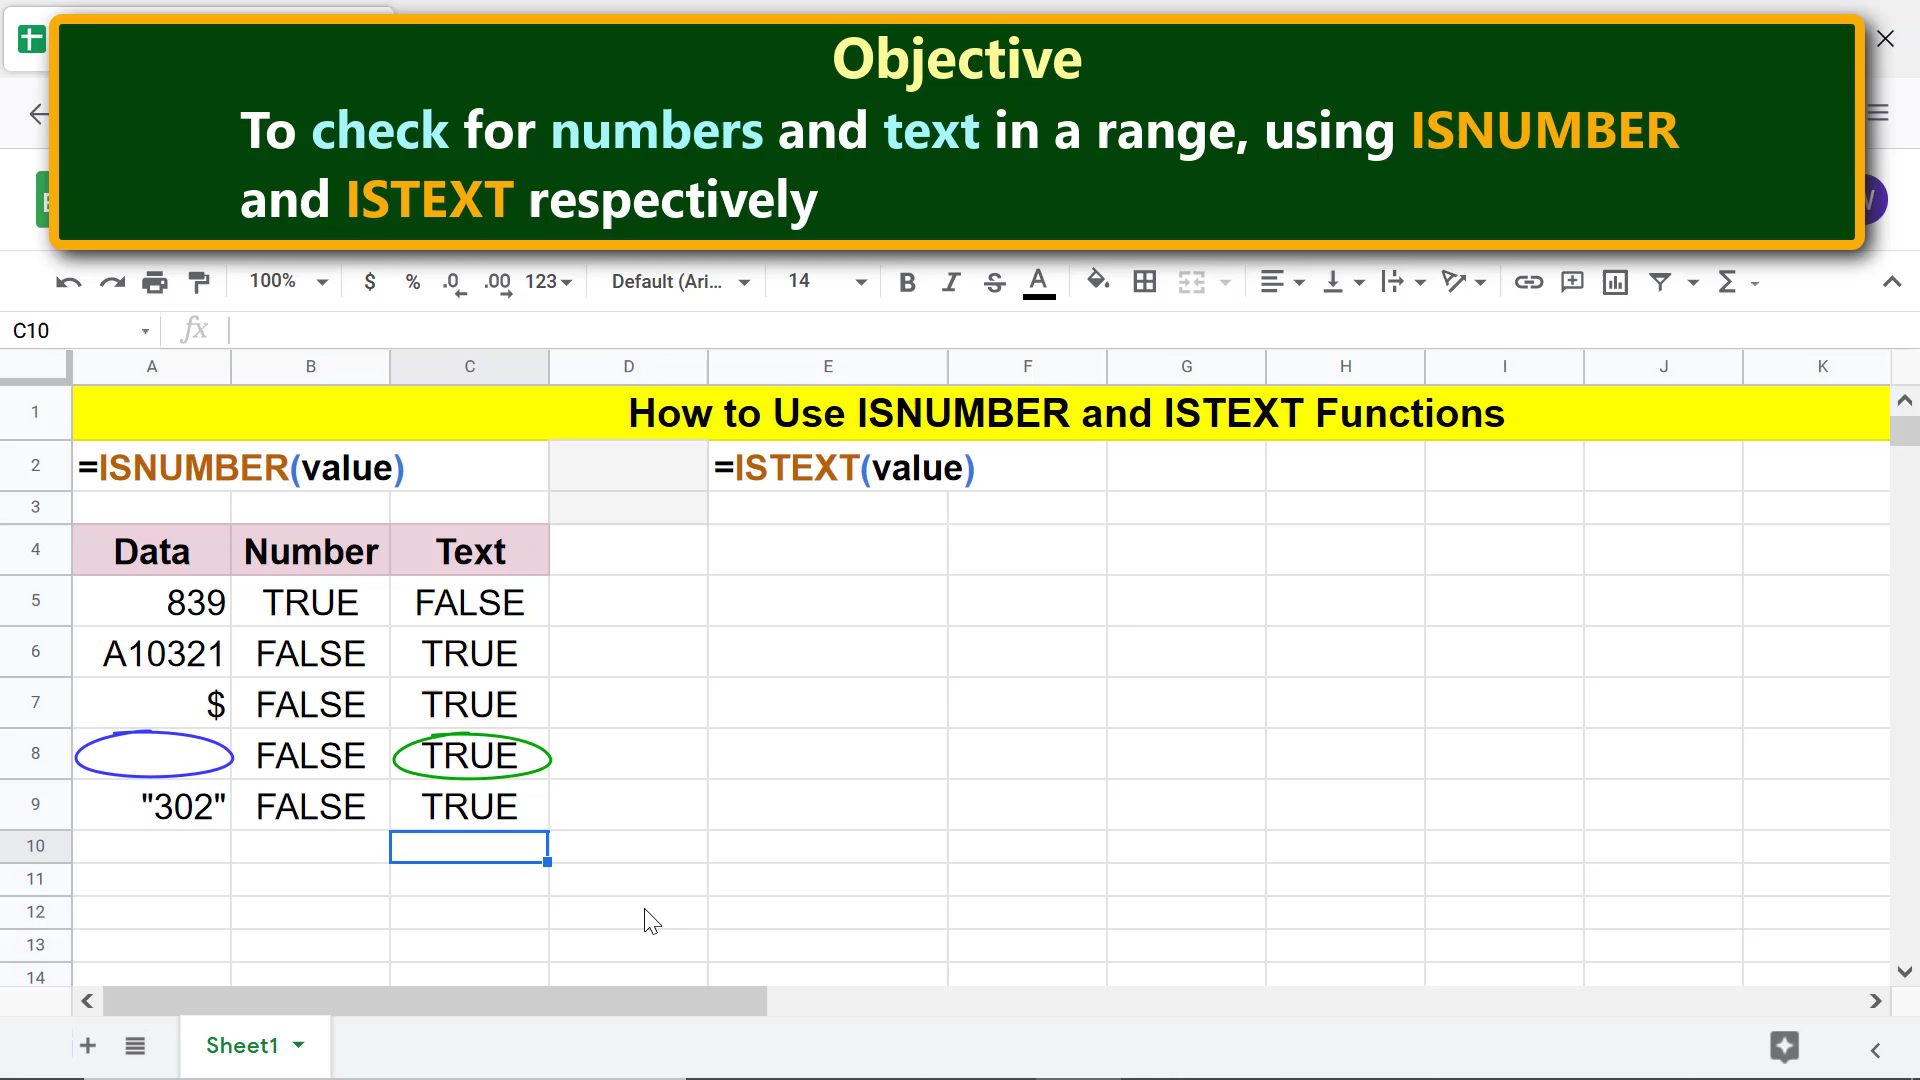 Objective
To check for numbers and text in a range, using ISNUMBER
and ISTEXT respectively
100% $ % .0 .00 123 Default (Ari... 14 B I S A
C10 fx
A B C D E F G H I J K
1 How to Use ISNUMBER and ISTEXT Functions
2 =ISNUMBER(value) =ISTEXT(value)
3
4 Data Number Text
5 839 TRUE FALSE
6 A10321 FALSE TRUE
7 $ FALSE TRUE
8 FALSE TRUE
9 "302" FALSE TRUE
10
11
12
13
14
Sheet1